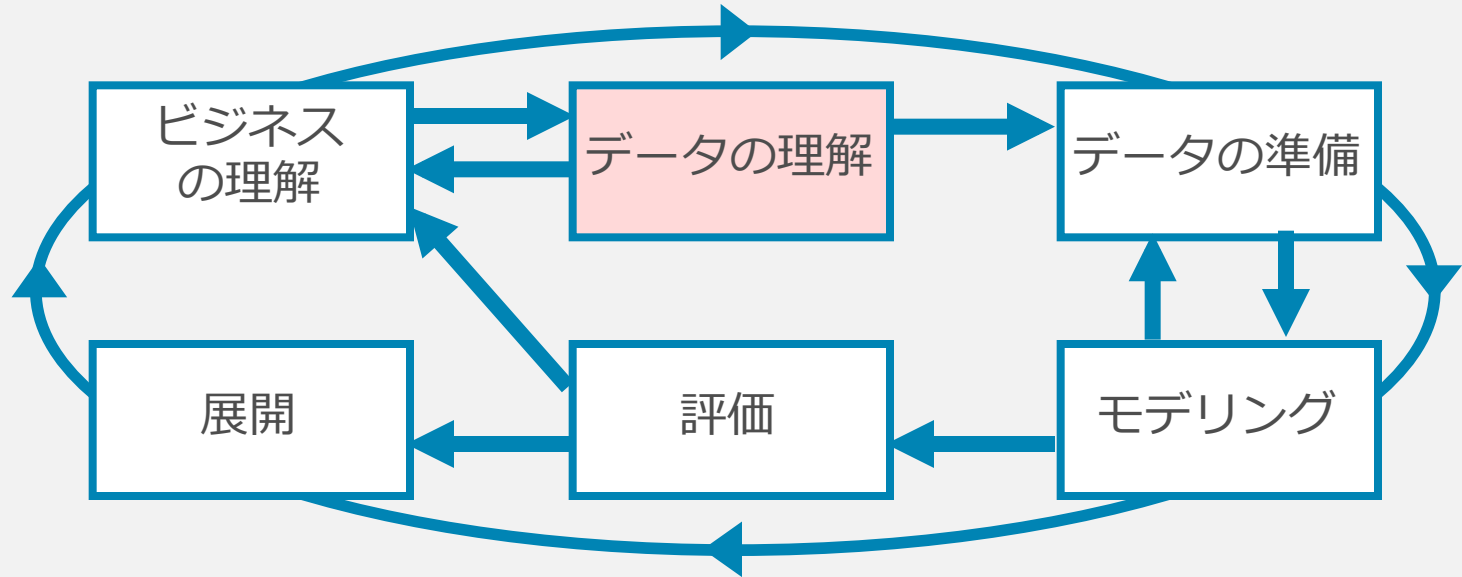 ビジネス
の理解
データの理解
データの準備
展開
評価
モデリング